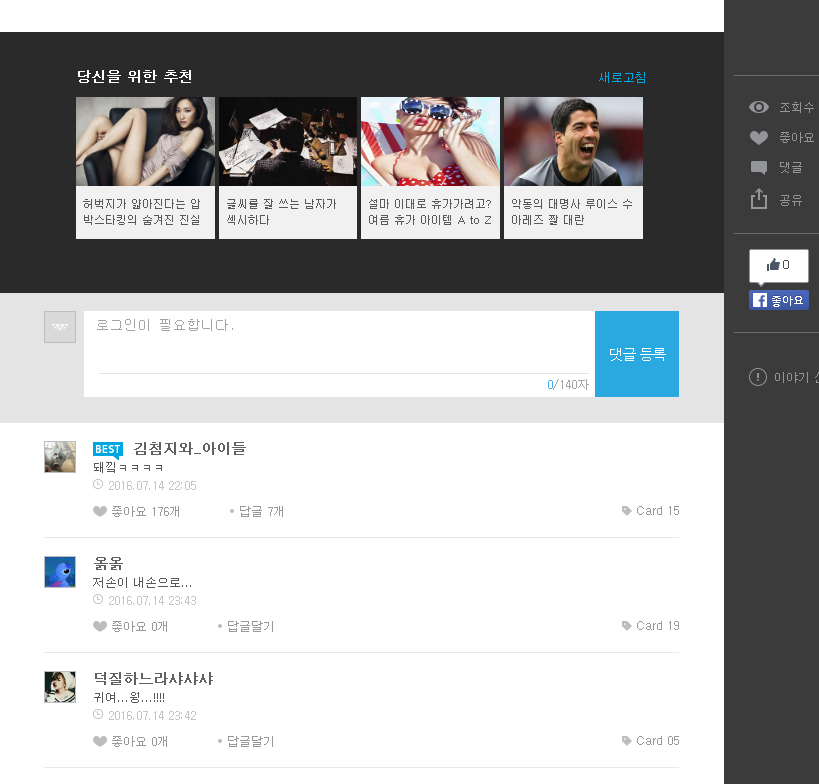 당신을 위한 추천
새로고침
허벅지가 얇아진다는 압
박스타킹의 숨겨진 진실
글씨를 잘 쓰는 남자가
섹시하다
설마 이대로 휴가가려고?
여름 휴가 아이템 A to Z
악동의 대명사 루이스 수
아레즈 짤 대란
조회수
좋아요
댓글
공유
0
좋아요
이야기
로그인이 필요합니다.
0/140자
댓글 등록
BEST 김첨지와_아이들
돼낔ㅋㅋㅋㅋ
2016.07.14 22:05
좋아요 176개
답글 7개
Card 15
옭옭
저손이 내손으로...
2016.07.14 23:43
좋아요 0개
답글달기
Card 19
덕질하느라샤샤샤
귀여...웡...!!!!
2016.07.14 23:42
좋아요 0개
답글달기
Card 05